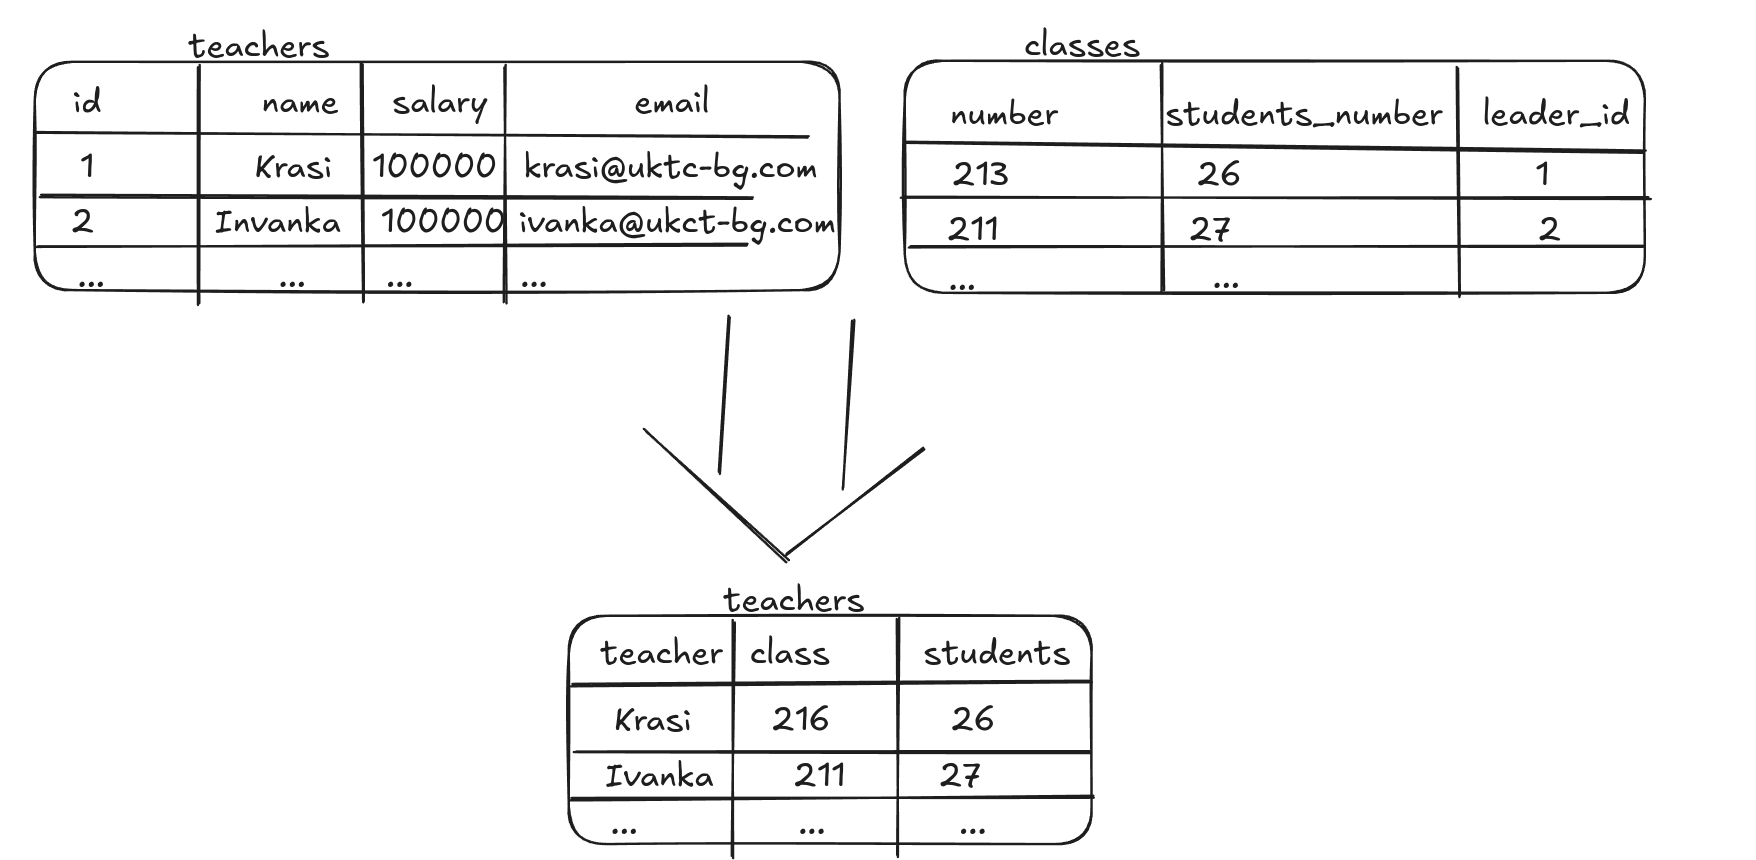 teachers
id name salary email
1 Krasi 100000 krasi@uktc-bg.com
2 Invanka 100000 ivanka@ukct-bg.com
... ... ... ...
classes
number students_number leader_id
213 26 1
211 27 2
... ...
teachers
teacher class students
Krasi 216 26
Ivanka 211 27
... ... ...